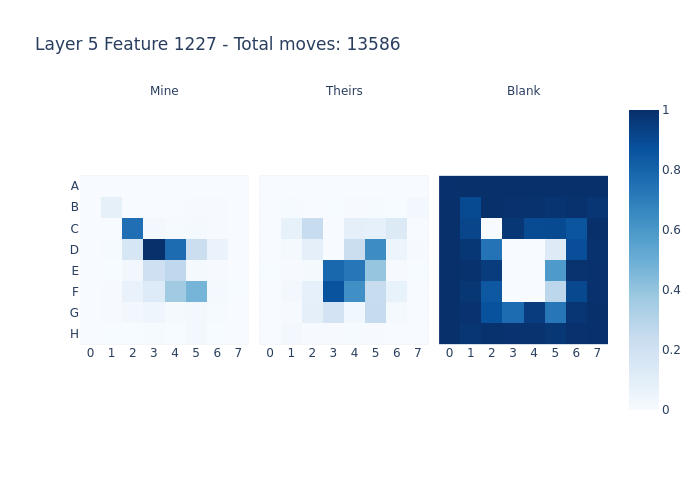 Layer 5 Feature 1227 - Total moves: 13586
Mine
Theirs
Blank
A
B
C
D
E
F
G
H
0 1 2 3 4 5 6 7
0 1 2 3 4 5 6 7
0 1 2 3 4 5 6 7
1
0.8
0.6
0.4
0.2
0